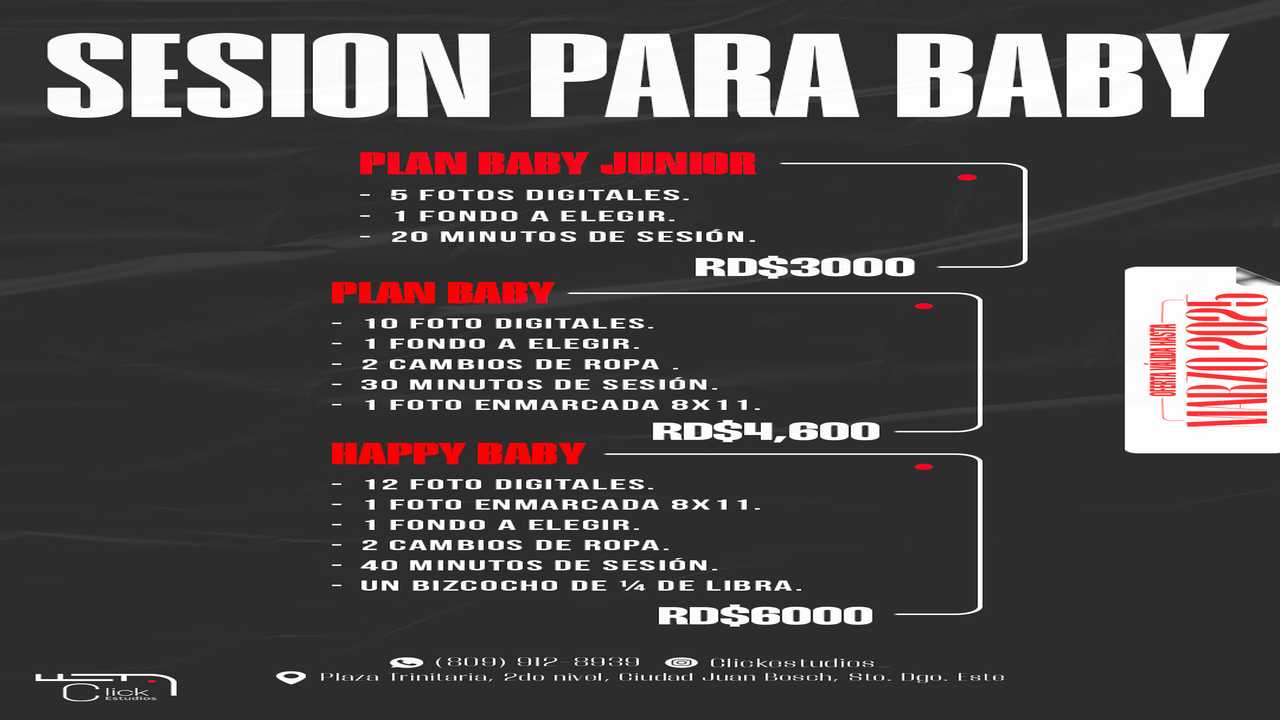 SESION PARA BABY
PLAN BABY JUNIOR
- 5 FOTOS DIGITALES.
- 1 FONDO A ELEGIR.
- 20 MINUTOS DE SESIÓN.
RD$3000
PLAN BABY
- 10 FOTO DIGITALES.
- 1 FONDO A ELEGIR.
- 2 CAMBIOS DE ROPA .
- 30 MINUTOS DE SESIÓN.
- 1 FOTO ENMARCADA 8X11.
RD$4,600
HAPPY BABY
- 12 FOTO DIGITALES.
- 1 FOTO ENMARCADA 8X11.
- 1 FONDO A ELEGIR.
- 2 CAMBIOS DE ROPA.
- 40 MINUTOS DE SESIÓN.
- UN BIZCOCHO DE ¼ DE LIBRA.
RD$6000
OFERTA VÁLIDA HASTA
MARZO 2025
(809) 912-8939 Clickestudios_
Plaza Trinitaria, 2do nivel, Ciudad Juan Bosch, Sto. Dgo. Este
Click
Estudios